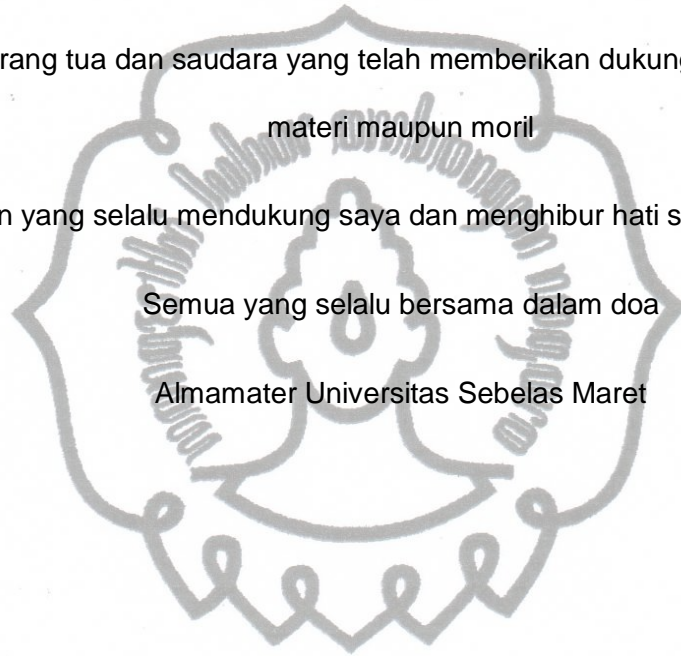 rang tua dan saudara yang telah memberikan dukung
materi maupun moril
n yang selalu mendukung saya dan menghibur hati s
Semua yang selalu bersama dalam doa
Almamater Universitas Sebelas Maret